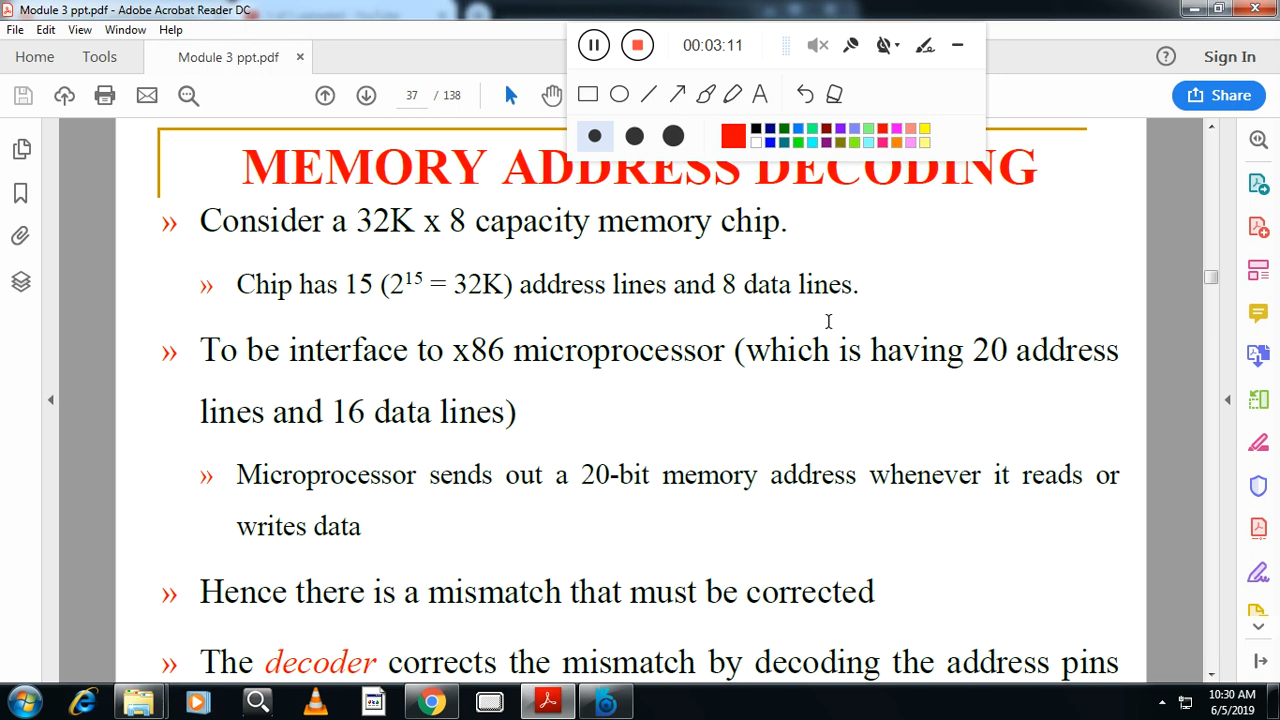 Module 3 ppt.pdf - Adobe Acrobat Reader DC
File Edit View Window Help
00:03:11
Home Tools Module 3 ppt.pdf × Sign In
37 / 138 Share
MEMORY ADDRESS DECODING
» Consider a 32K x 8 capacity memory chip.
» Chip has 15 (2¹⁵ = 32K) address lines and 8 data lines.
» To be interface to x86 microprocessor (which is having 20 address
lines and 16 data lines)
» Microprocessor sends out a 20-bit memory address whenever it reads or
writes data
» Hence there is a mismatch that must be corrected
» The decoder corrects the mismatch by decoding the address pins
10:30 AM
6/5/2019